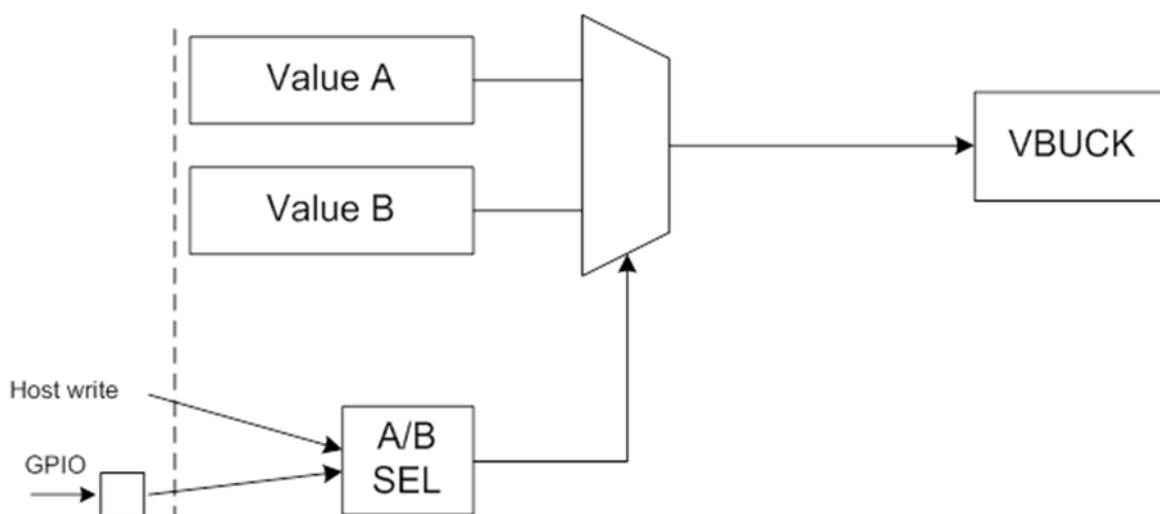 Value A
VBUCK
Value B
Host write
A/B
SEL
GPIO